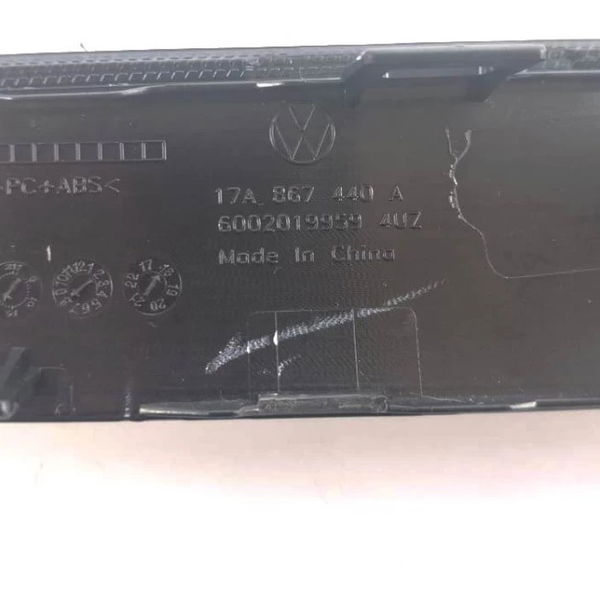 >PC+ABS<
17A 867 440 A
6002019959 4UZ
Made In China